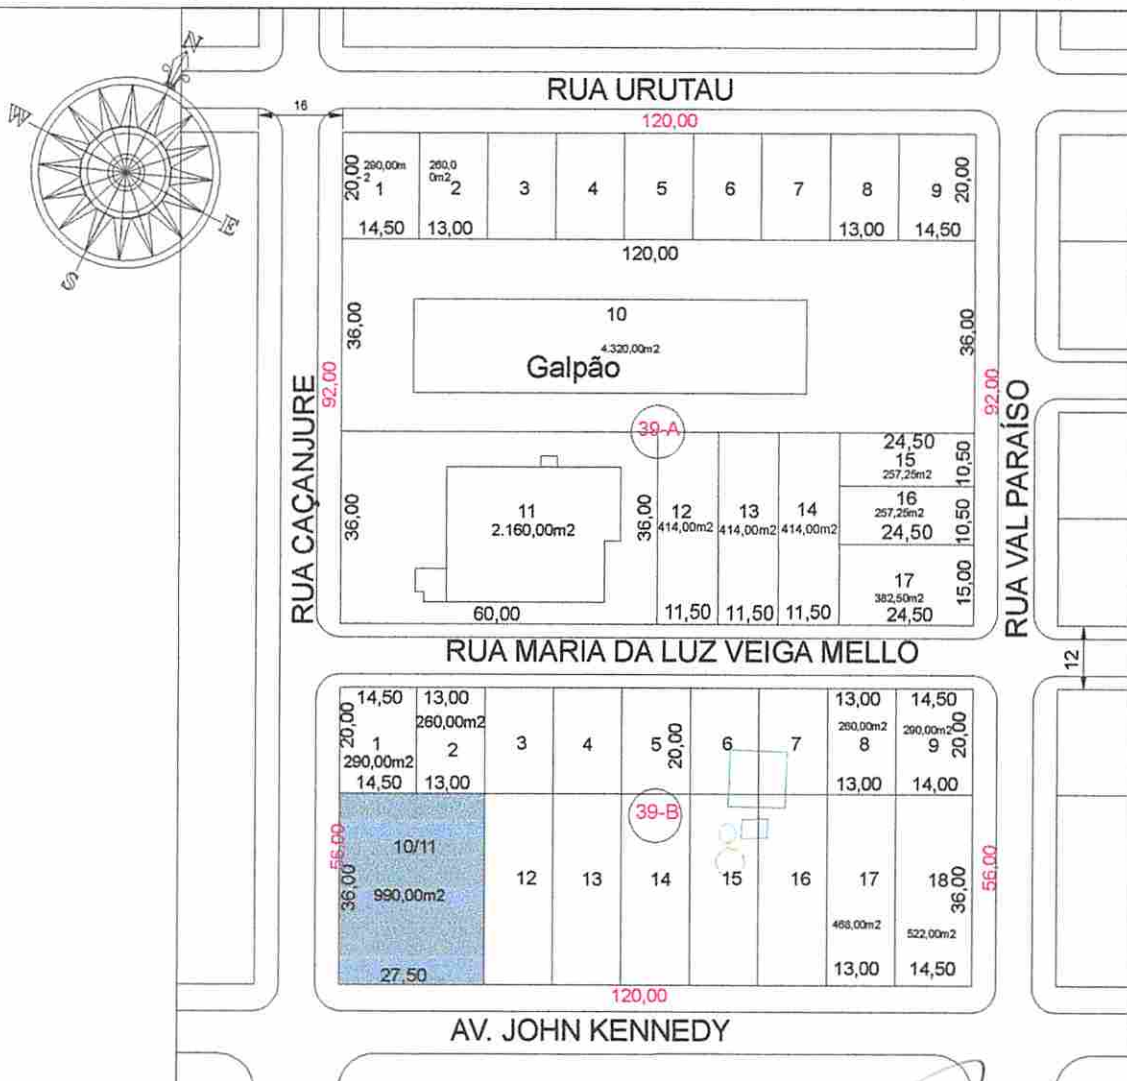 N
W
E
S
16
RUA URUTAU
120,00
20,00
290,00m
2
1
14,50
260,0
0m2
2
13,00
3
4
5
6
7
8
13,00
9
20,00
14,50
120,00
36,00
10
4.320,00m2
Galpão
36,00
92,00
92,00
RUA CAÇANJURE
RUA VAL PARAÍSO
39-A
36,00
11
2.160,00m2
60,00
36,00
12
414,00m2
11,50
13
414,00m2
11,50
14
414,00m2
11,50
24,50
15
257,25m2
10,50
16
257,25m2
24,50
10,50
17
382,50m2
24,50
15,00
RUA MARIA DA LUZ VEIGA MELLO
12
14,50
20,00
1
290,00m2
14,50
13,00
260,00m2
2
13,00
3
4
5
20,00
6
7
13,00
260,00m2
8
13,00
14,50
290,00m2
9
20,00
14,00
39-B
56,00
36,00
10/11
990,00m2
27,50
12
13
14
15
16
17
468,00m2
13,00
18
36,00
522,00m2
14,50
56,00
120,00
AV. JOHN KENNEDY